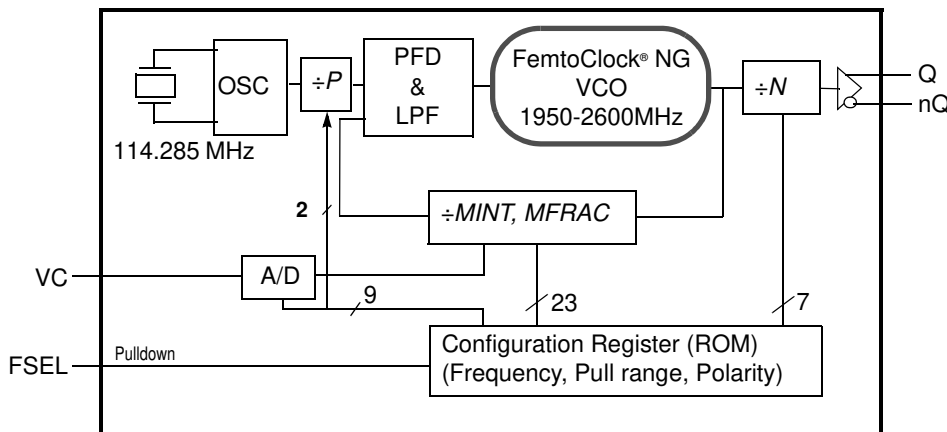 OSC
÷P
PFD
&
LPF
FemtoClock® NG
VCO
1950-2600MHz
÷N
Q
nQ
114.285 MHz
2
÷MINT, MFRAC
VC
A/D
9
23
7
FSEL
Pulldown
Configuration Register (ROM)
(Frequency, Pull range, Polarity)